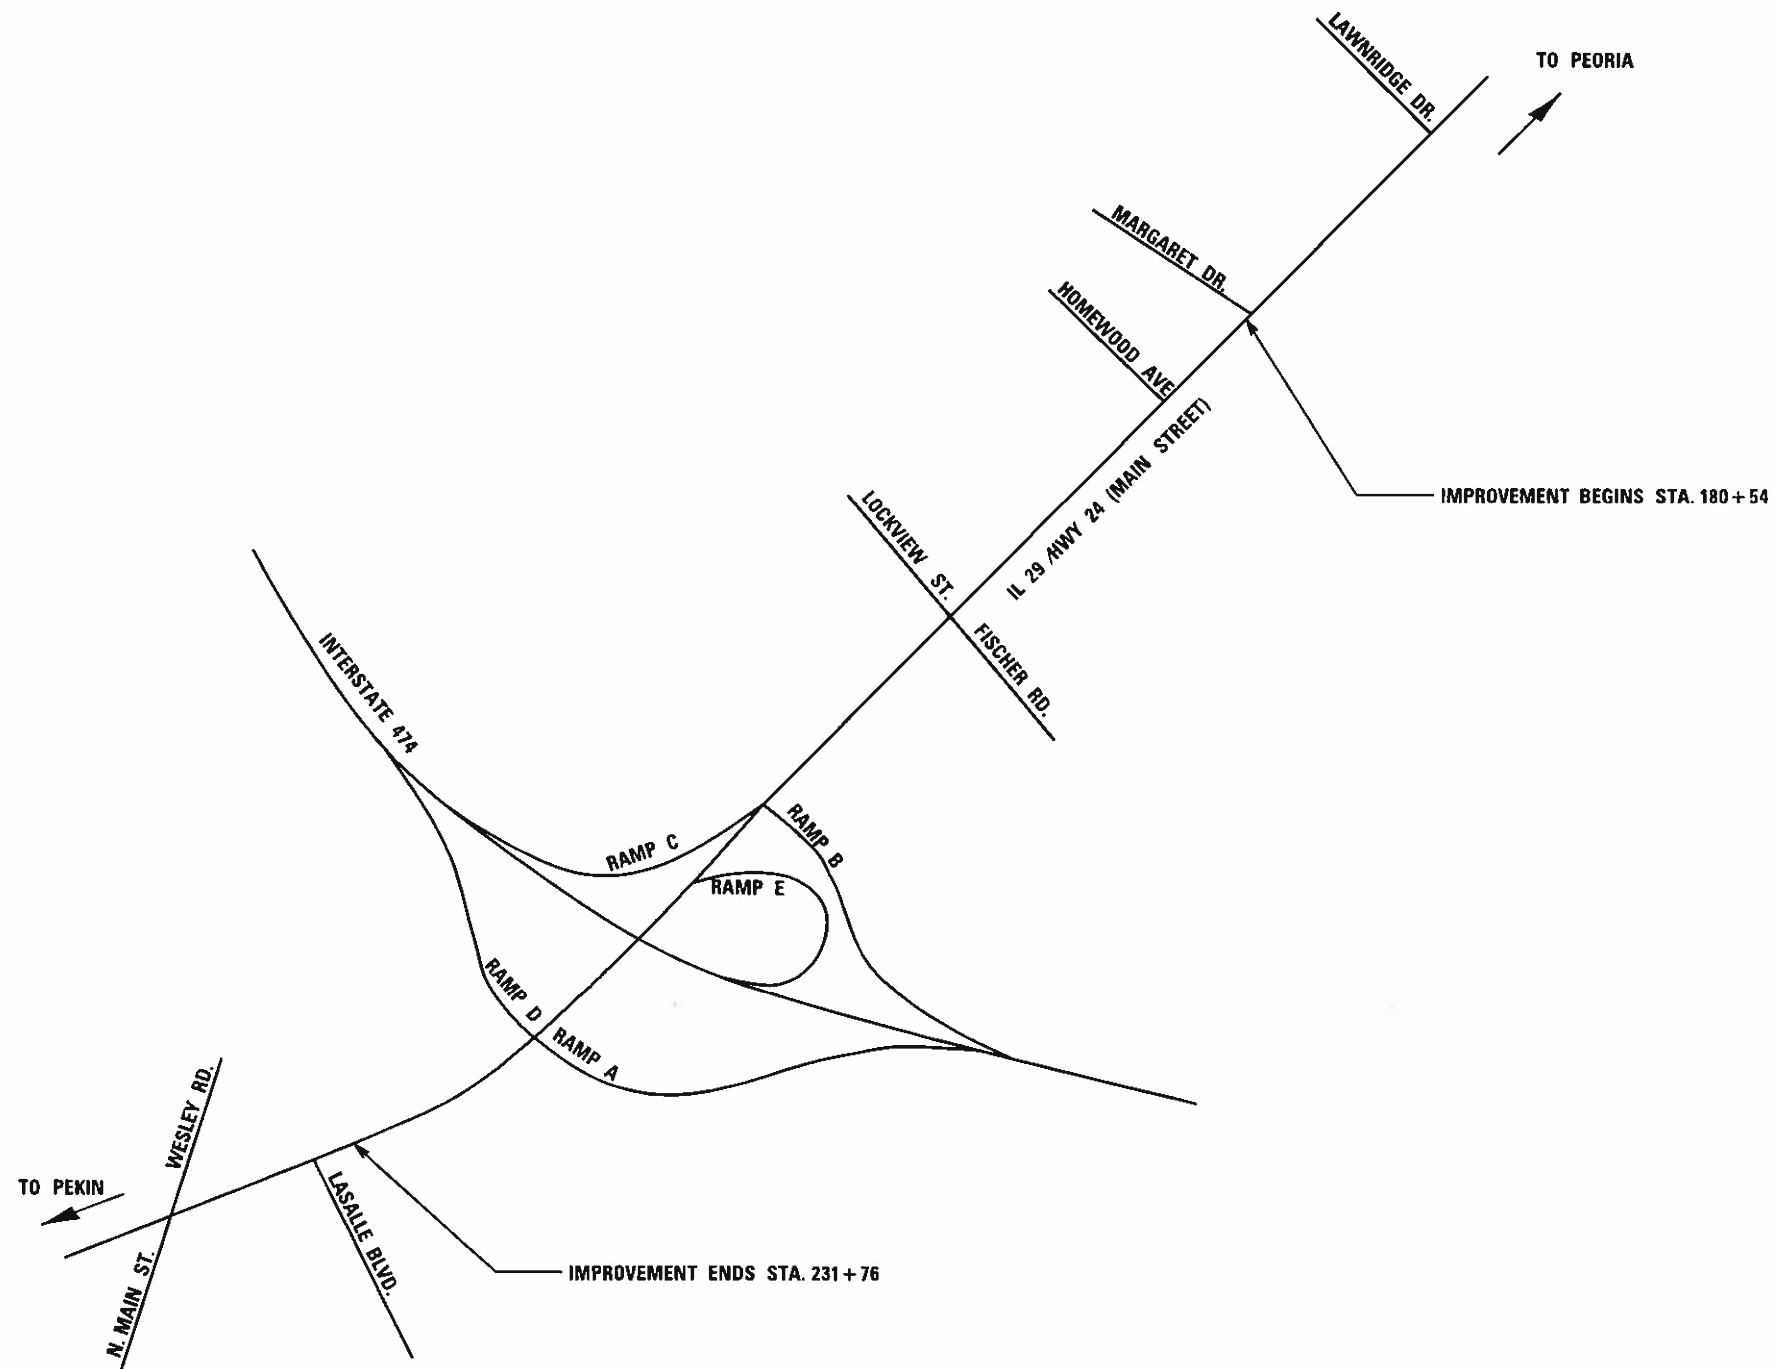 LAWNRIDGE DR.
TO PEORIA
MARGARET DR.
HOMEWOOD AVE
IL 29 /HWY 24 (MAIN STREET)
IMPROVEMENT BEGINS STA. 180+54
LOCKVIEW ST.
FISCHER RD.
INTERSTATE 474
RAMP C
RAMP B
RAMP E
RAMP D
RAMP A
WESLEY RD.
TO PEKIN
LASALLE BLVD.
N. MAIN ST.
IMPROVEMENT ENDS STA. 231+76